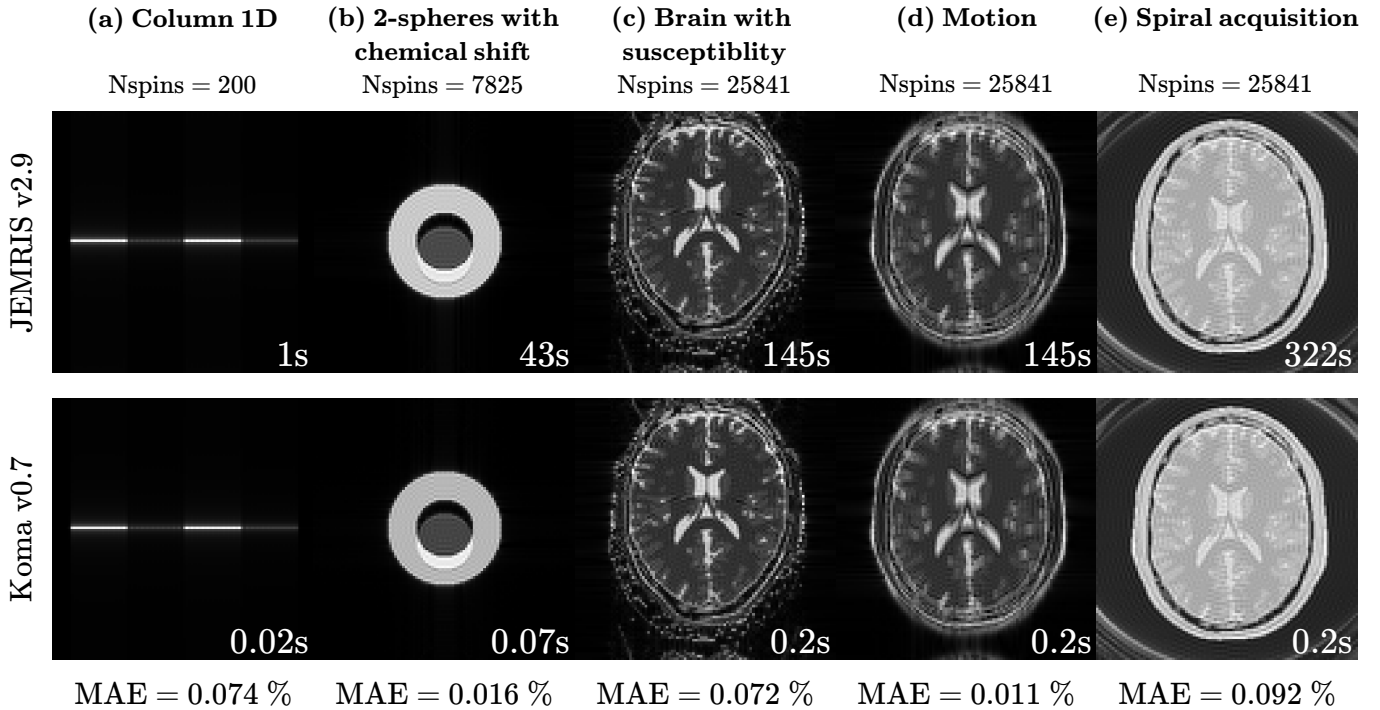 (a) Column 1D
(b) 2-spheres with
chemical shift
(c) Brain with
susceptiblity
(d) Motion
(e) Spiral acquisition
Nspins = 200
Nspins = 7825
Nspins = 25841
Nspins = 25841
Nspins = 25841
JEMRIS v2.9
1s
43s
145s
145s
322s
Koma v0.7
0.02s
0.07s
0.2s
0.2s
0.2s
MAE = 0.074 %
MAE = 0.016 %
MAE = 0.072 %
MAE = 0.011 %
MAE = 0.092 %